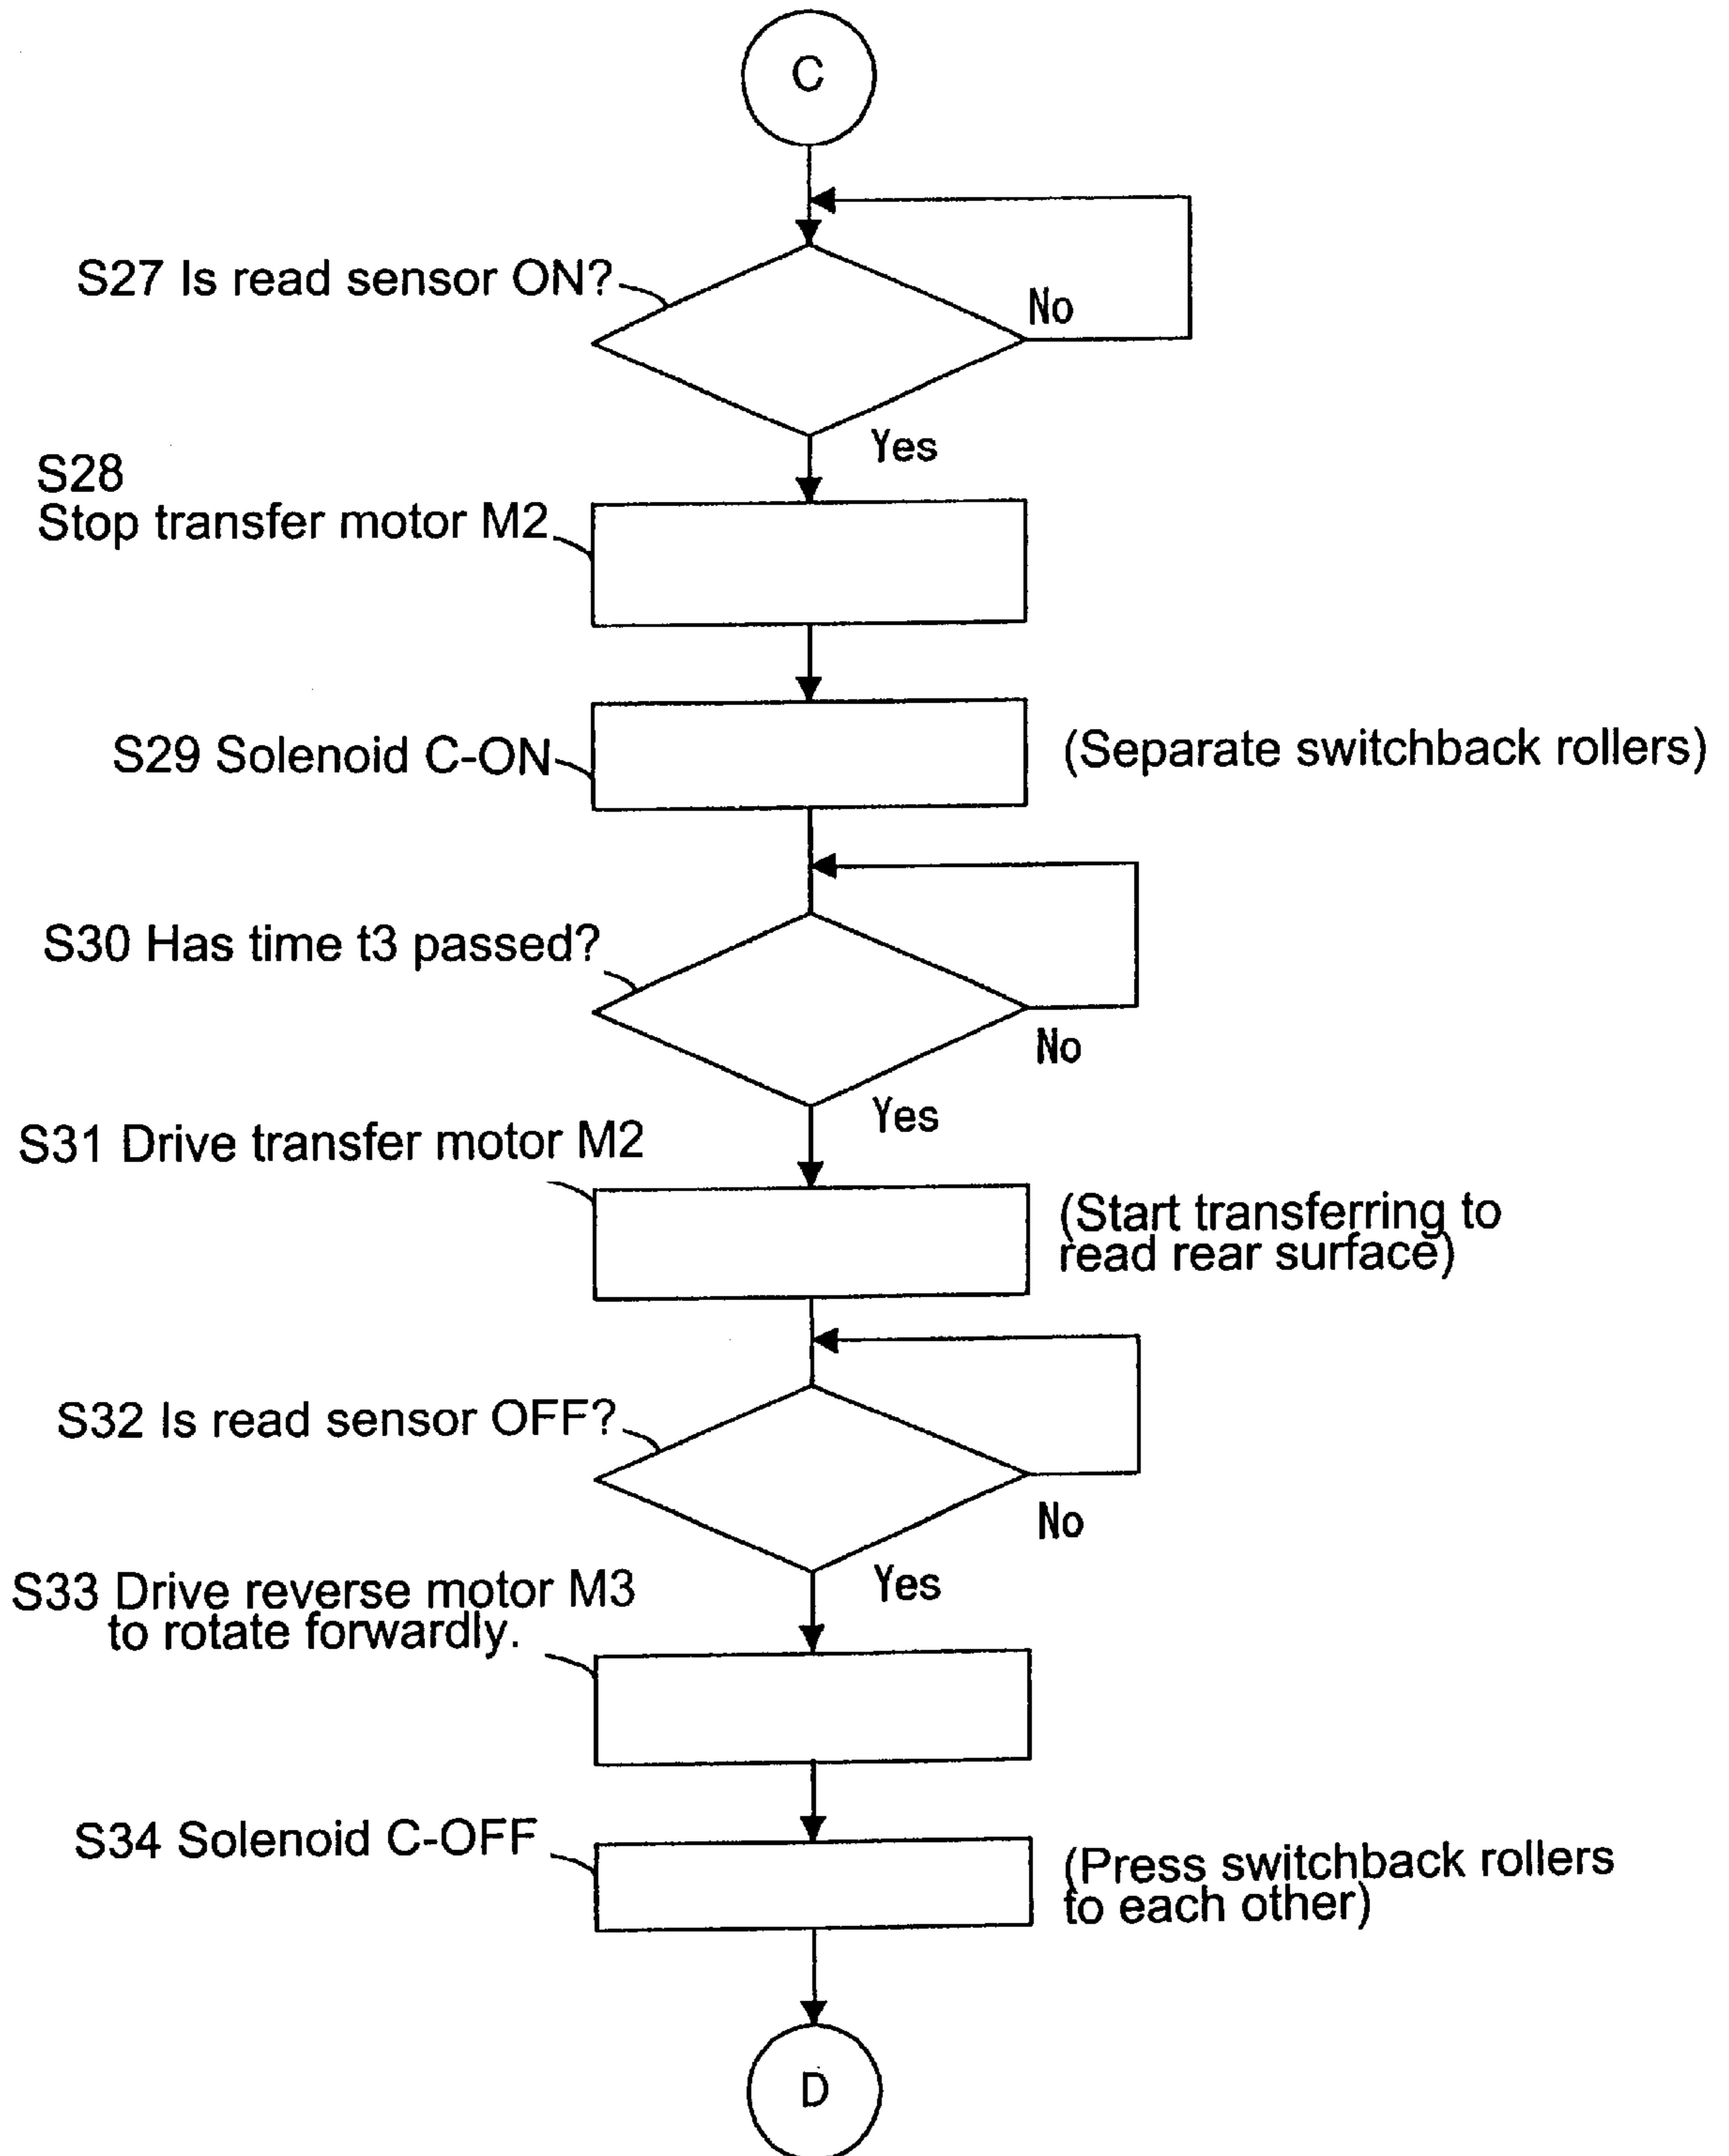 C
S27 Is read sensor ON?
No
Yes
S28
Stop transfer motor M2
S29 Solenoid C-ON
(Separate switchback rollers)
S30 Has time t3 passed?
No
Yes
S31 Drive transfer motor M2
(Start transferring to
read rear surface)
S32 Is read sensor OFF?
No
Yes
S33 Drive reverse motor M3
to rotate forwardly.
S34 Solenoid C-OFF
(Press switchback rollers
to each other)
D